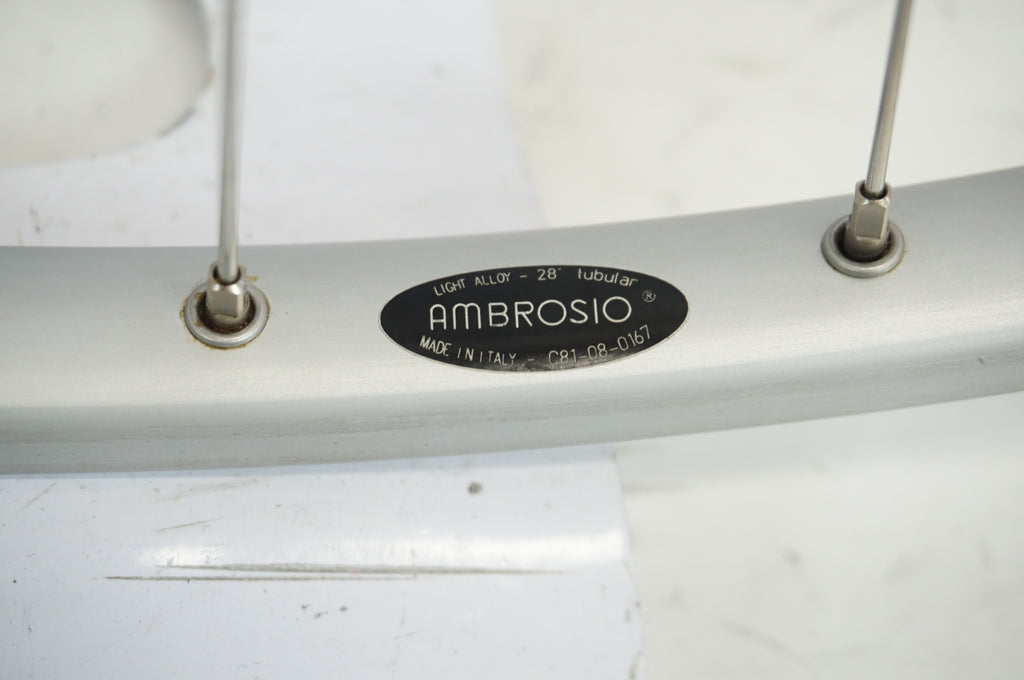 LIGHT ALLOY - 28" tubular
AMBROSIO ®
MADE IN ITALY - C81-08-0167